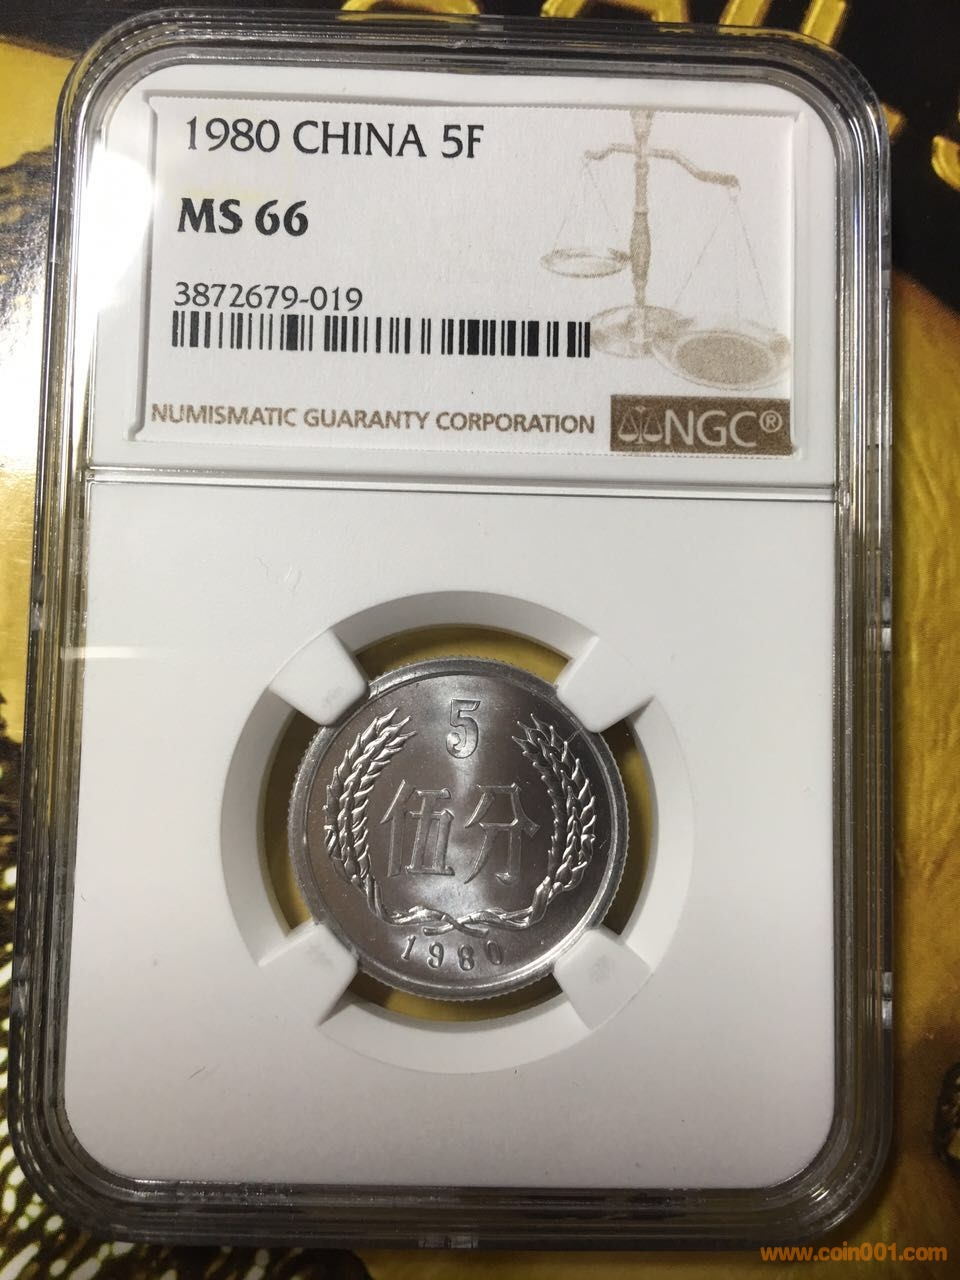 1980 CHINA 5F
MS 66
3872679-019
NUMISMATIC GUARANTY CORPORATION
NGC®
5
伍分
1980
www.coin001.com